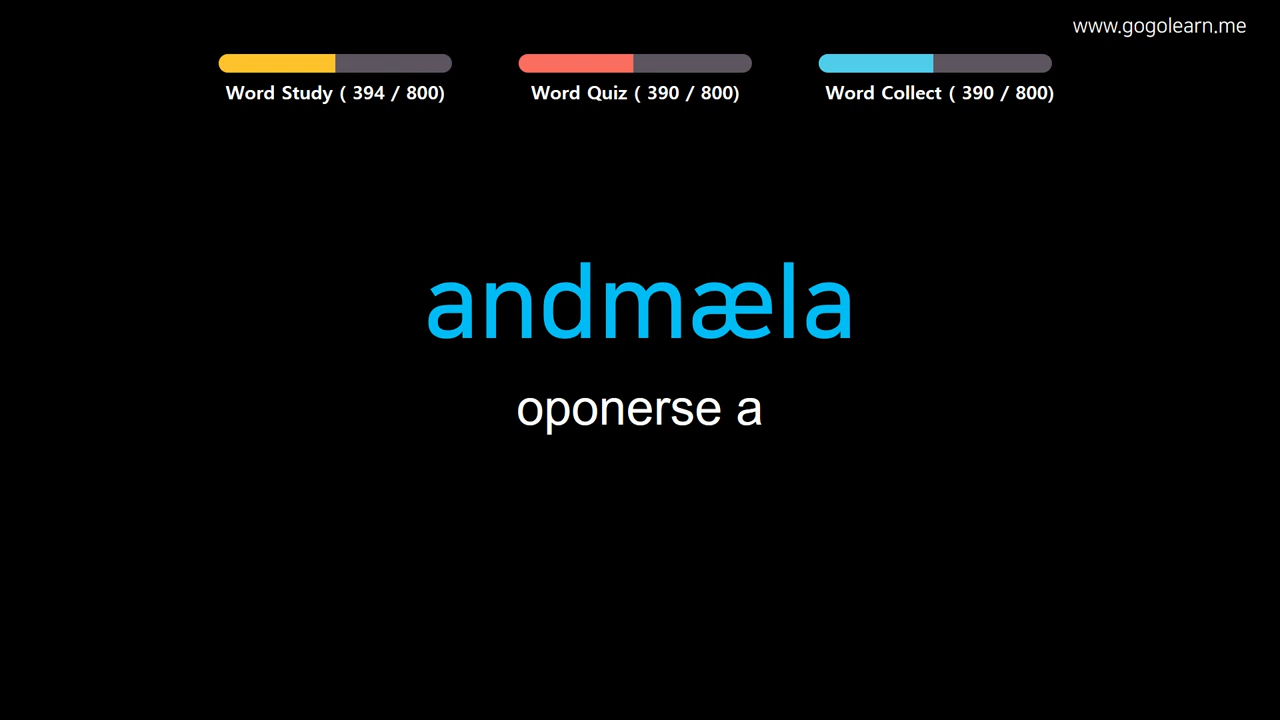 www.gogolearn.me
Word Study ( 394 / 800)
Word Quiz ( 390 / 800)
Word Collect ( 390 / 800)
andmæla
oponerse a